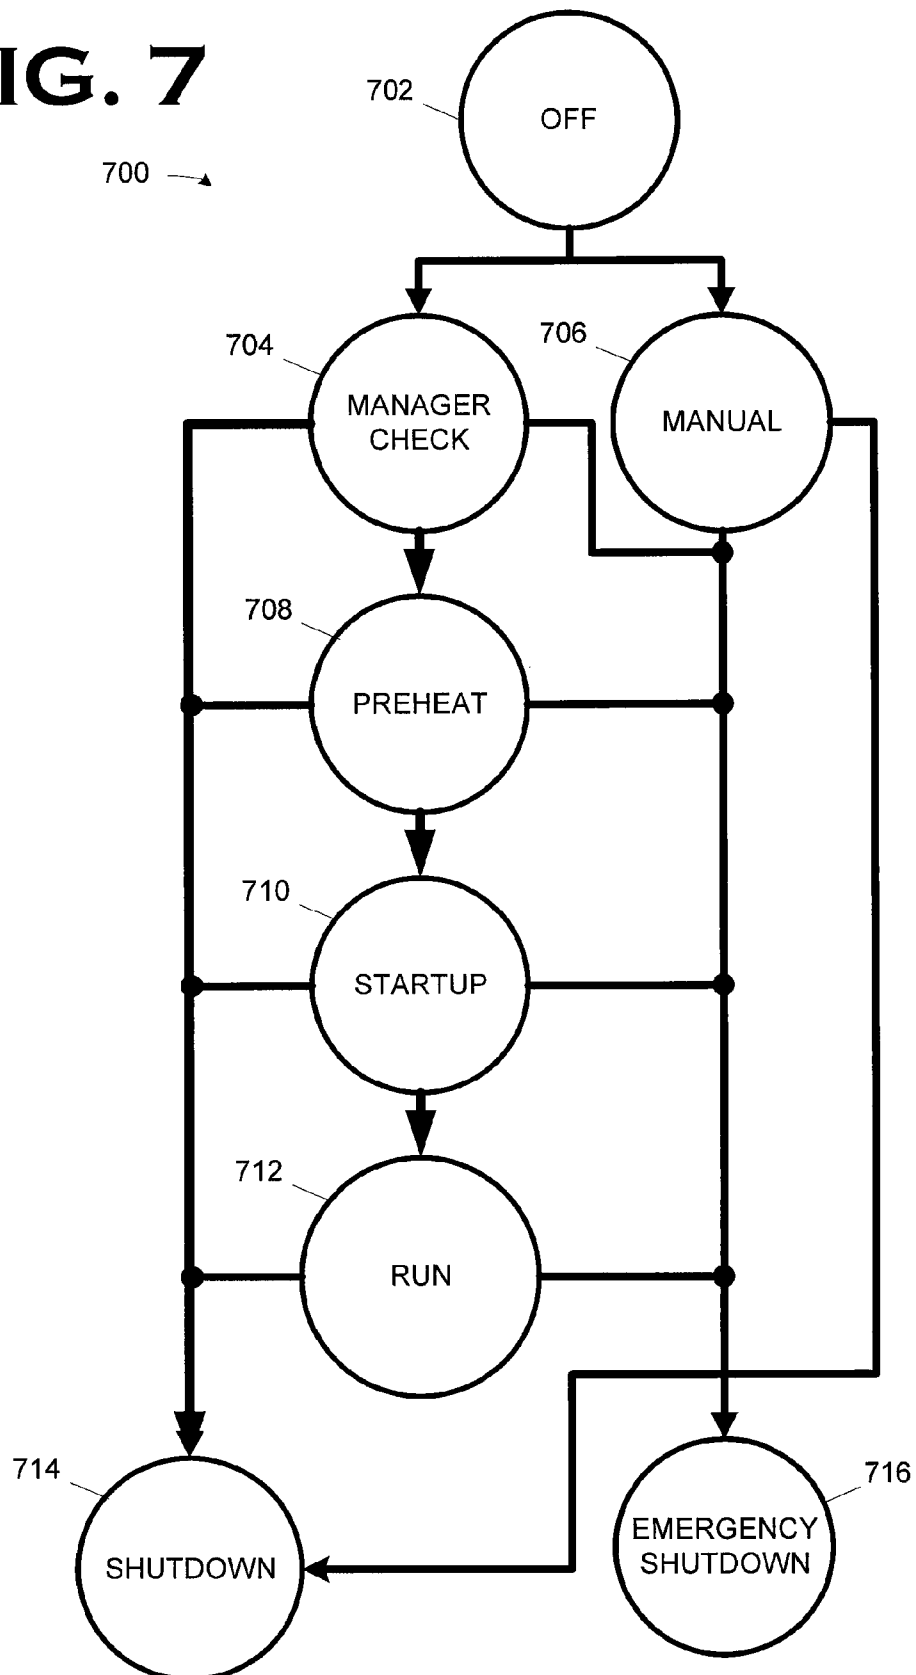 IG. 7
700
702
OFF
704
MANAGER
CHECK
706
MANUAL
708
PREHEAT
710
STARTUP
712
RUN
714
SHUTDOWN
716
EMERGENCY
SHUTDOWN